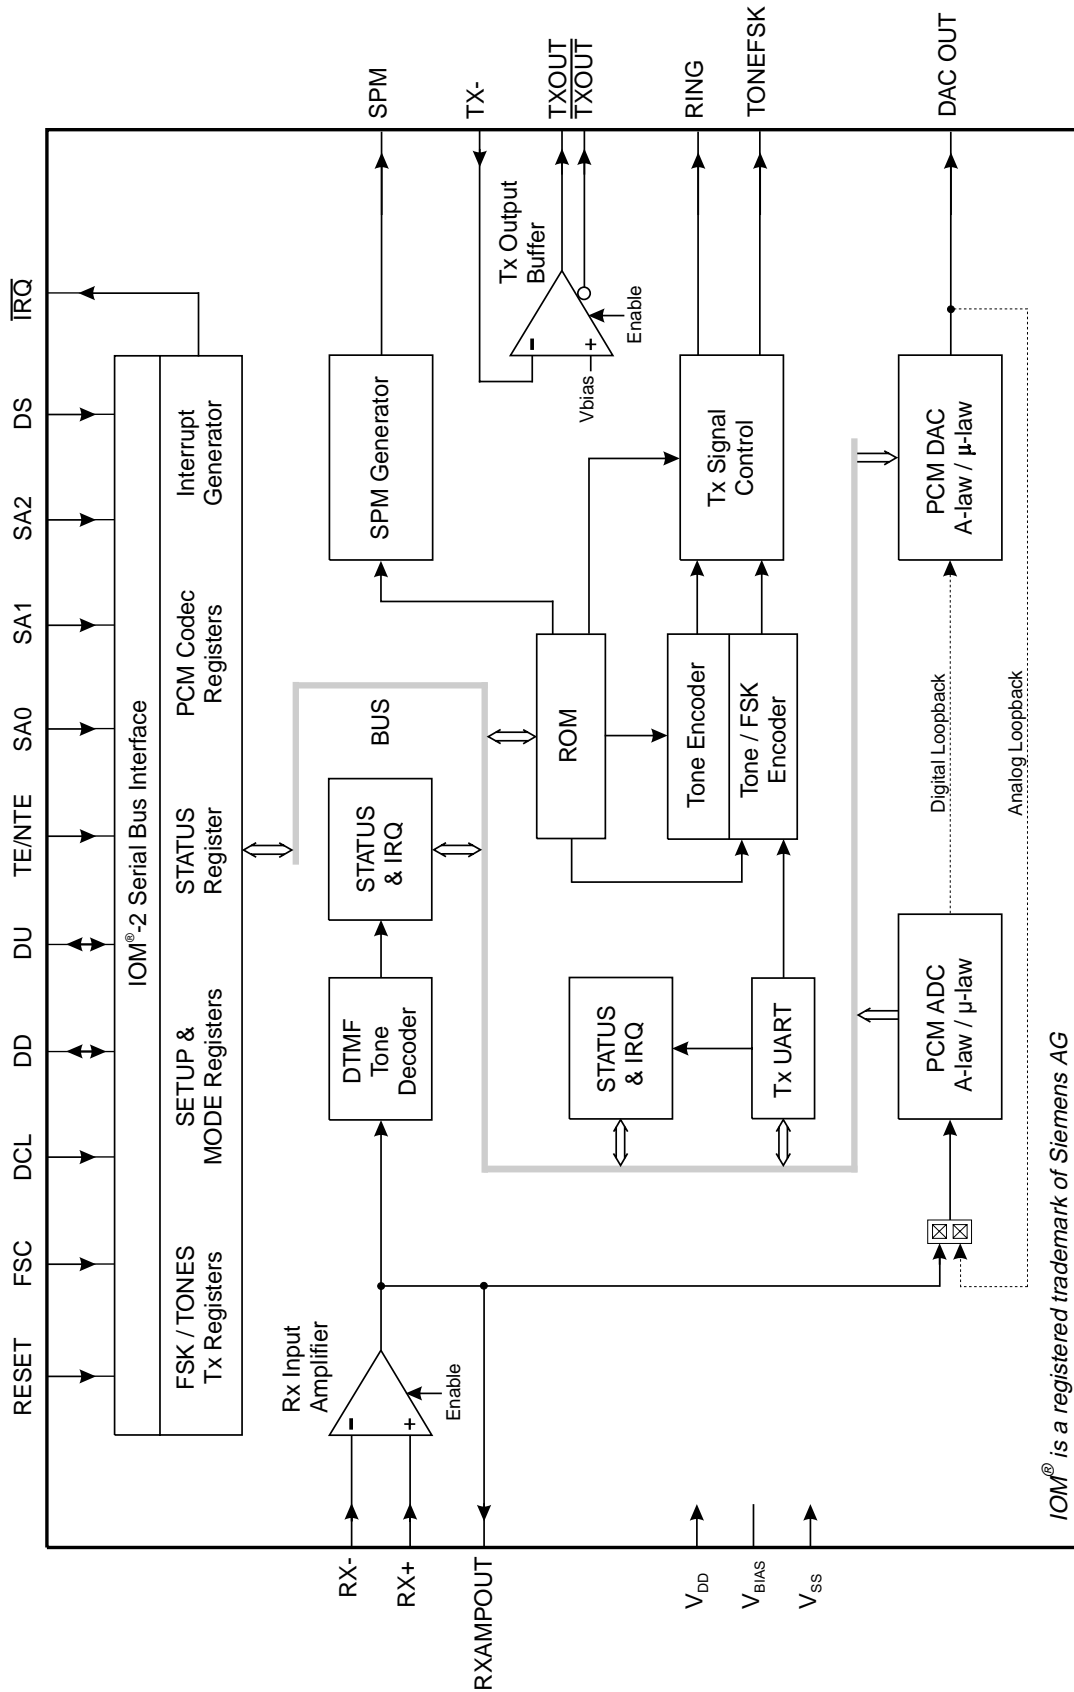 RESET
FSC
DCL
DD
DU
TE/NTE
SA0
SA1
SA2
DS
IRQ
IOM®-2 Serial Bus Interface
FSK / TONES
Tx Registers
SETUP &
MODE Registers
STATUS
Register
PCM Codec
Registers
Interrupt
Generator
RX-
RX+
RXAMPOUT
Rx Input
Amplifier
-
+
Enable
DTMF
Tone
Decoder
STATUS
& IRQ
BUS
SPM Generator
SPM
TX-
Tx Output
Buffer
-
+
Vbias
Enable
TXOUT
TXOUT
ROM
STATUS
& IRQ
Tx UART
Tone Encoder
Tone / FSK
Encoder
Tx Signal
Control
RING
TONEFSK
VDD
VBIAS
VSS
PCM ADC
A-law / µ-law
Digital Loopback
Analog Loopback
PCM DAC
A-law / µ-law
DAC OUT
IOM® is a registered trademark of Siemens AG